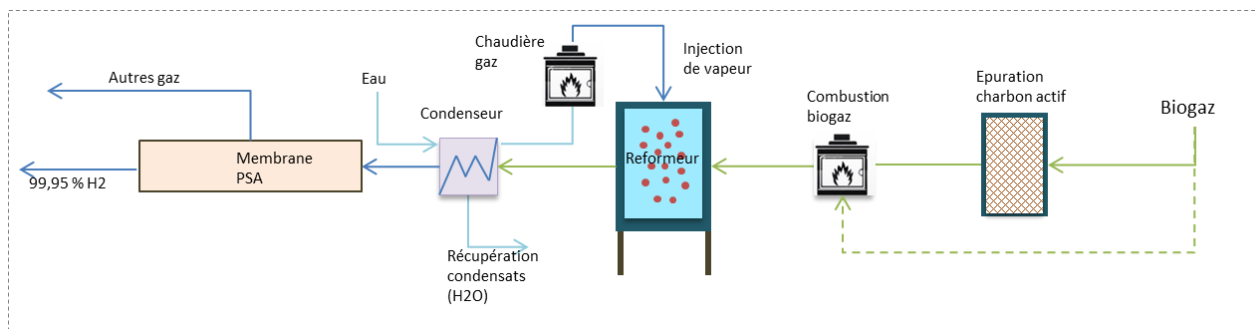 Chaudière
gaz
Injection
de vapeur
Autres gaz
Eau
Condenseur
Combustion
biogaz
Epuration
charbon actif
Biogaz
Membrane
PSA
Reformeur
99,95 % H2
Récupération
condensats
(H2O)